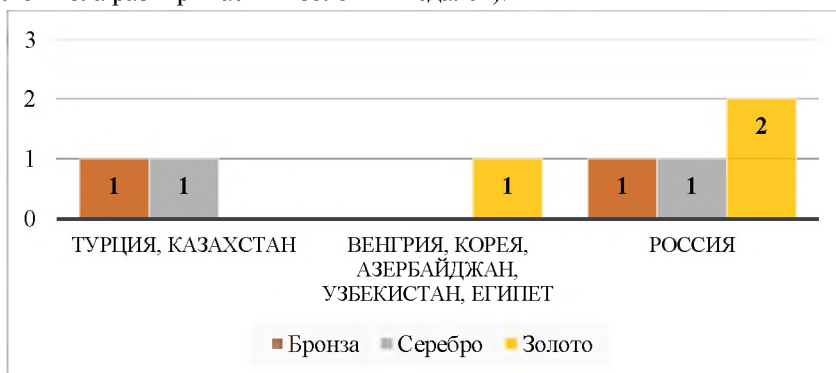 3
2
1
0
1
1
1
1
1
2
ТУРЦИЯ, КАЗАХСТАН
ВЕНГРИЯ, КОРЕЯ,
АЗЕРБАЙДЖАН,
УЗБЕКИСТАН, ЕГИПЕТ
РОССИЯ
Бронза Серебро Золото